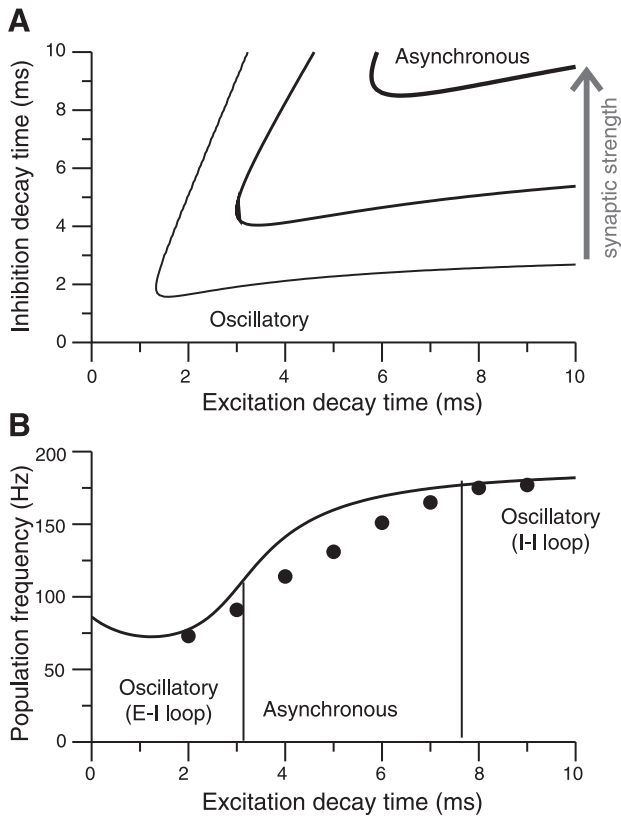 A
Inhibition decay time (ms)
10
8
6
4
2
0
Asynchronous
Oscillatory
synaptic strength
0 2 4 6 8 10
Excitation decay time (ms)
B
Population frequency (Hz)
200
150
100
50
0
Oscillatory
(E-I loop)
Asynchronous
Oscillatory
(I-I loop)
0 2 4 6 8 10
Excitation decay time (ms)